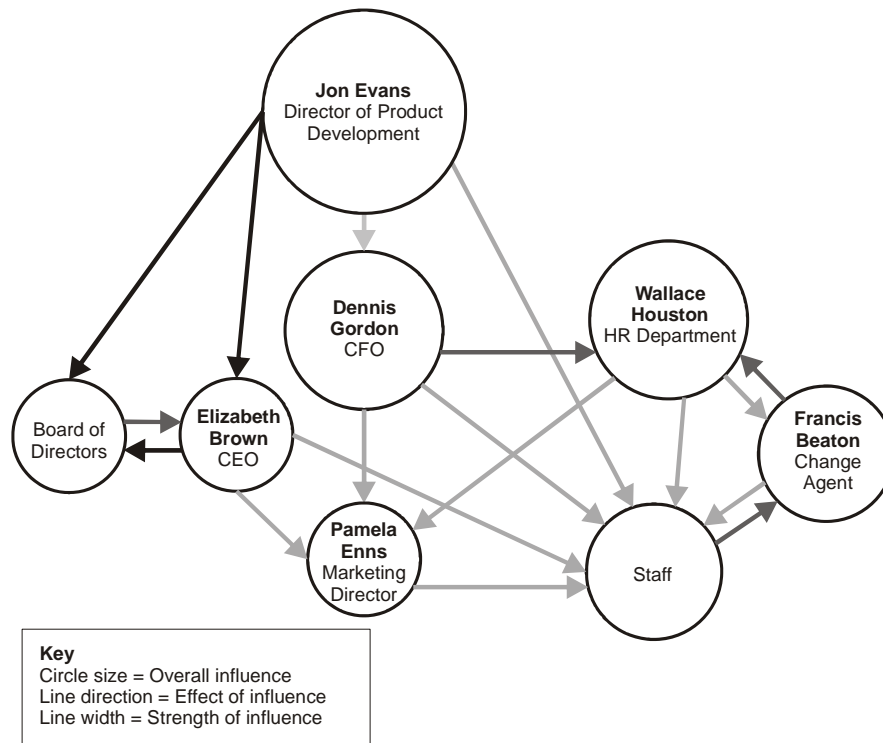 Jon Evans
Director of Product
Development
Dennis
Gordon
CFO
Wallace
Houston
HR Department
Board of
Directors
Elizabeth
Brown
CEO
Francis
Beaton
Change
Agent
Pamela
Enns
Marketing
Director
Staff
Key
Circle size = Overall influence
Line direction = Effect of influence
Line width = Strength of influence